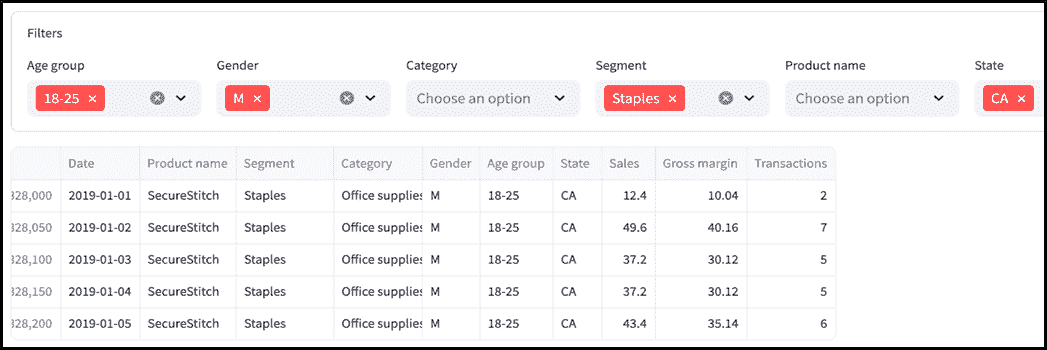 Filters
Age group Gender Category Segment Product name State
18-25 × M × Choose an option Staples × Choose an option CA ×
Date Product name Segment Category Gender Age group State Sales Gross margin Transactions
328,000 2019-01-01 SecureStitch Staples Office supplies M 18-25 CA 12.4 10.04 2
328,050 2019-01-02 SecureStitch Staples Office supplies M 18-25 CA 49.6 40.16 7
328,100 2019-01-03 SecureStitch Staples Office supplies M 18-25 CA 37.2 30.12 5
328,150 2019-01-04 SecureStitch Staples Office supplies M 18-25 CA 37.2 30.12 5
328,200 2019-01-05 SecureStitch Staples Office supplies M 18-25 CA 43.4 35.14 6